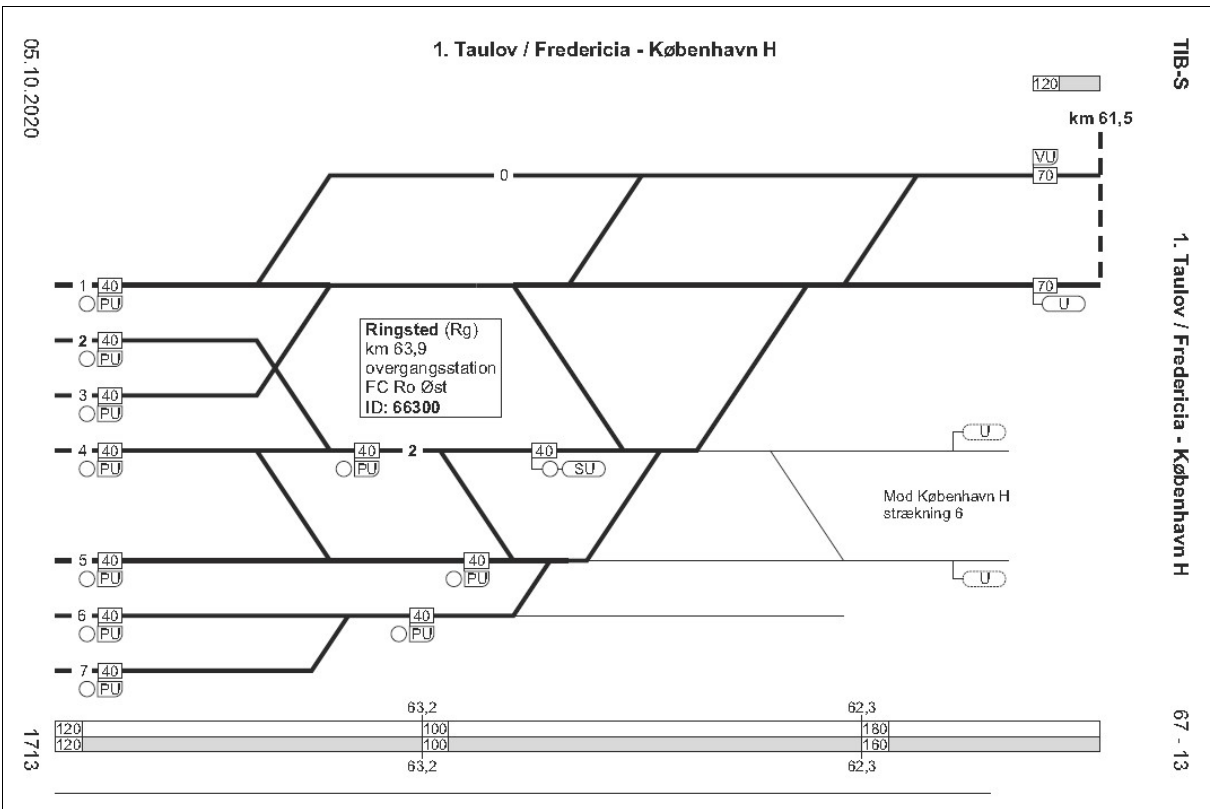 05.10.2020
1. Taulov / Fredericia - København H
TIB-S
120
km 61,5
VU
0
70
1 40
PU
70
U
2 40
PU
Ringsted (Rg)
km 63,9
overgangsstation
FC Ro Øst
ID: 66300
3 40
PU
U
4 40
PU
40 2
PU
40
SU
Mod København H
strækning 6
5 40
PU
40
PU
U
6 40
PU
40
PU
7 40
PU
63,2 62,3
120 100 180
120 100 160
63,2 62,3
1713
1. Taulov / Fredericia - København H
67 - 13